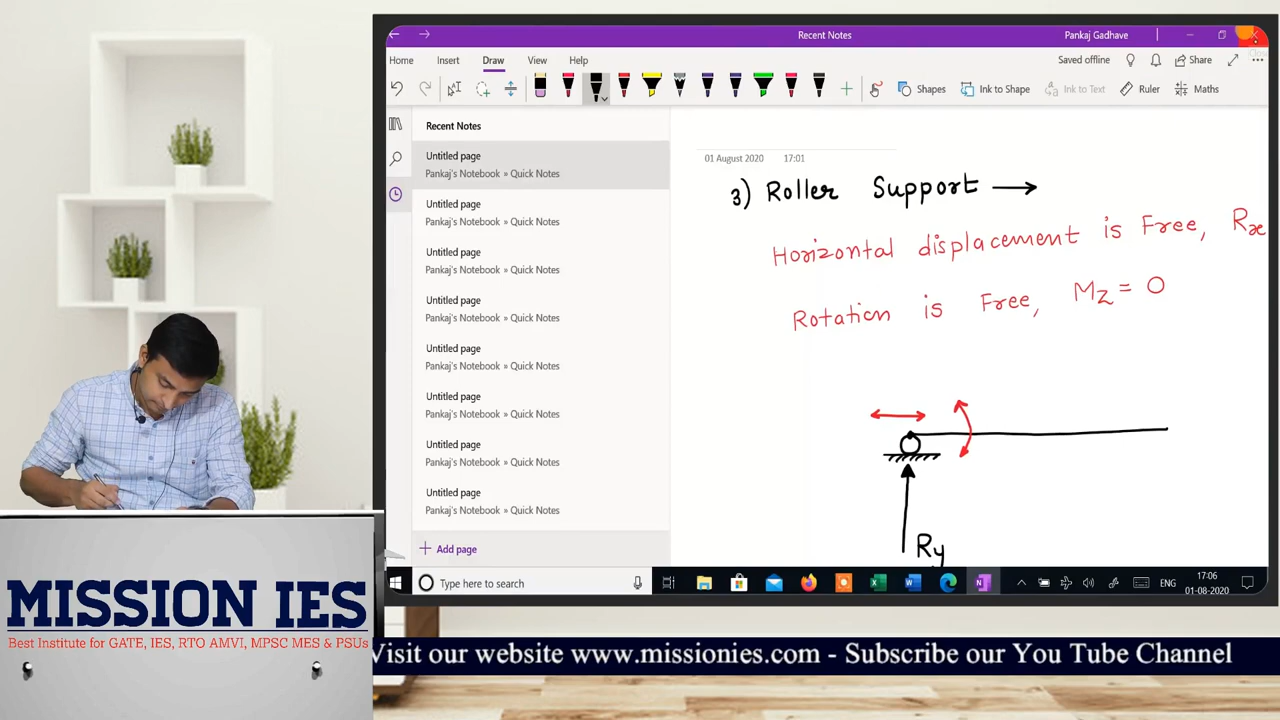 Recent Notes
Pankaj Gadhave
Home
Insert
Draw
View
Help
Saved offline
Share
Shapes
Ink to Shape
Ink to Text
Ruler
Maths
Recent Notes
Untitled page
Pankaj's Notebook » Quick Notes
Untitled page
Pankaj's Notebook » Quick Notes
Untitled page
Pankaj's Notebook » Quick Notes
Untitled page
Pankaj's Notebook » Quick Notes
Untitled page
Pankaj's Notebook » Quick Notes
Untitled page
Pankaj's Notebook » Quick Notes
Untitled page
Pankaj's Notebook » Quick Notes
Untitled page
Pankaj's Notebook » Quick Notes
+ Add page
01 August 2020 17:01
3) Roller Support →
Horizontal displacement is Free, Rx
Rotation is Free, Mz = 0
Ry
Type here to search
ENG
17:06
01-08-2020
MISSION IES
Best Institute for GATE, IES, RTO AMVI, MPSC MES & PSUs
Visit our website www.missionies.com - Subscribe our You Tube Channel